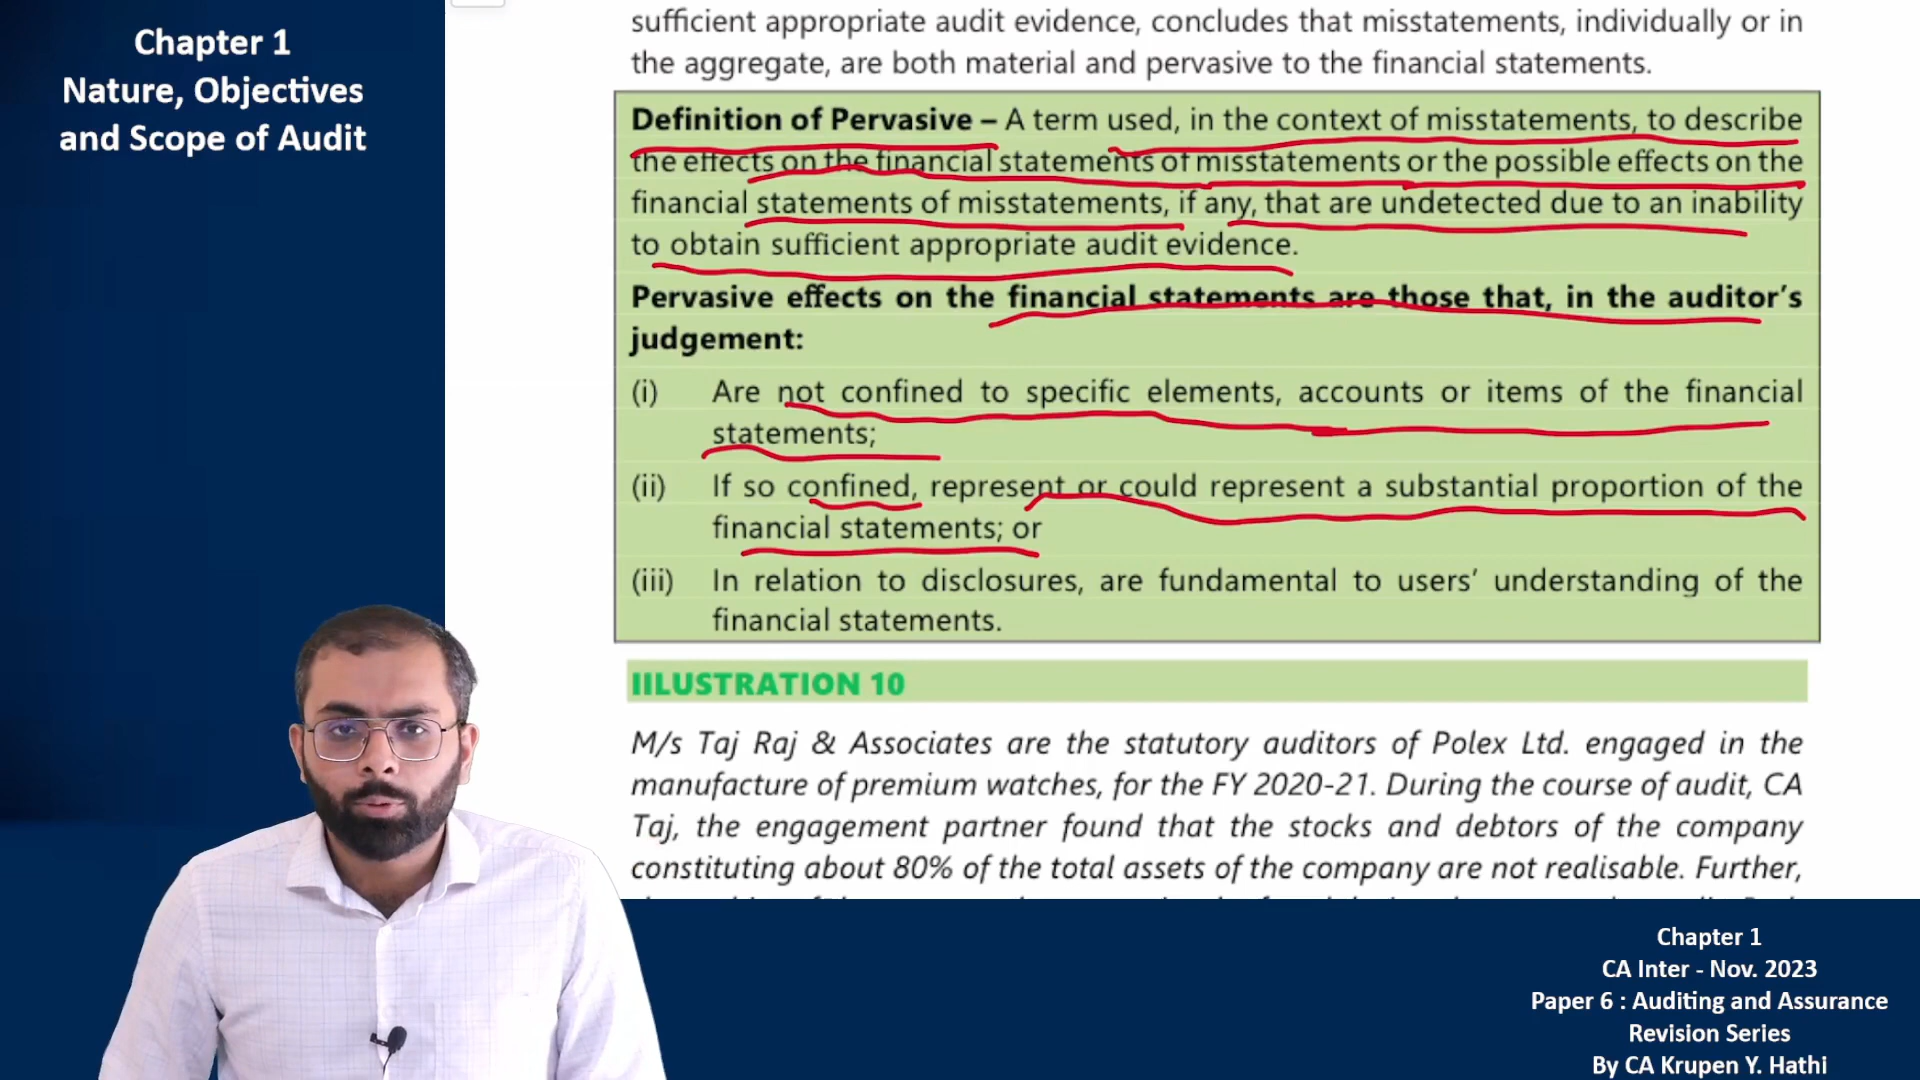 Chapter 1
Nature, Objectives
and Scope of Audit
sufficient appropriate audit evidence, concludes that misstatements, individually or in
the aggregate, are both material and pervasive to the financial statements.
Definition of Pervasive – A term used, in the context of misstatements, to describe
the effects on the financial statements of misstatements or the possible effects on the
financial statements of misstatements, if any, that are undetected due to an inability
to obtain sufficient appropriate audit evidence.
Pervasive effects on the financial statements are those that, in the auditor's
judgement:
(i) Are not confined to specific elements, accounts or items of the financial
statements;
(ii) If so confined, represent or could represent a substantial proportion of the
financial statements; or
(iii) In relation to disclosures, are fundamental to users' understanding of the
financial statements.
IILUSTRATION 10
M/s Taj Raj & Associates are the statutory auditors of Polex Ltd. engaged in the
manufacture of premium watches, for the FY 2020-21. During the course of audit, CA
Taj, the engagement partner found that the stocks and debtors of the company
constituting about 80% of the total assets of the company are not realisable. Further,
Chapter 1
CA Inter - Nov. 2023
Paper 6 : Auditing and Assurance
Revision Series
By CA Krupen Y. Hathi